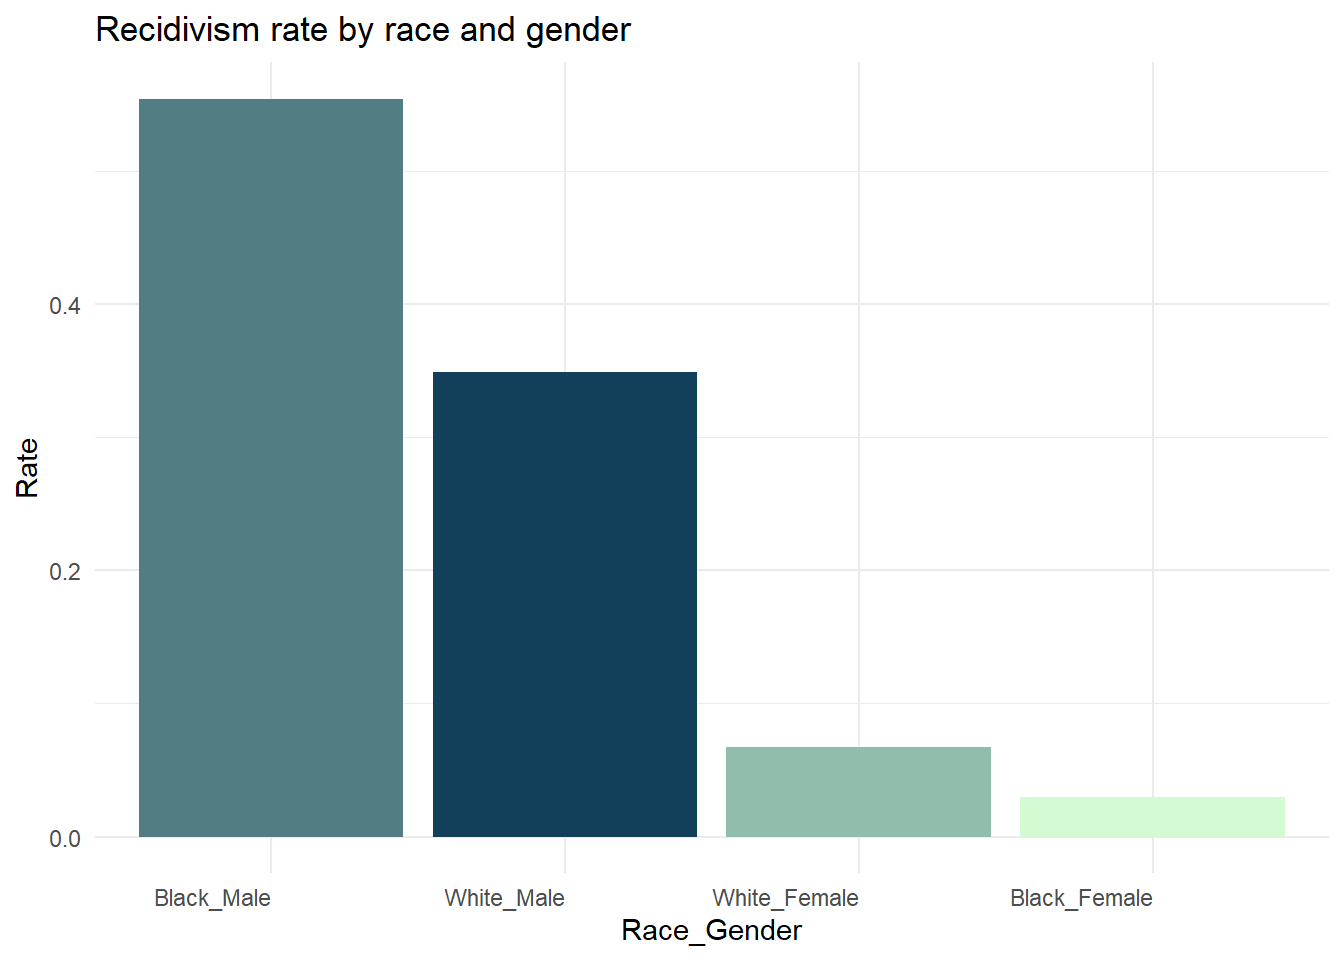 Recidivism rate by race and gender
Rate
0.4
0.2
0.0
Black_Male
White_Male
White_Female
Black_Female
Race_Gender